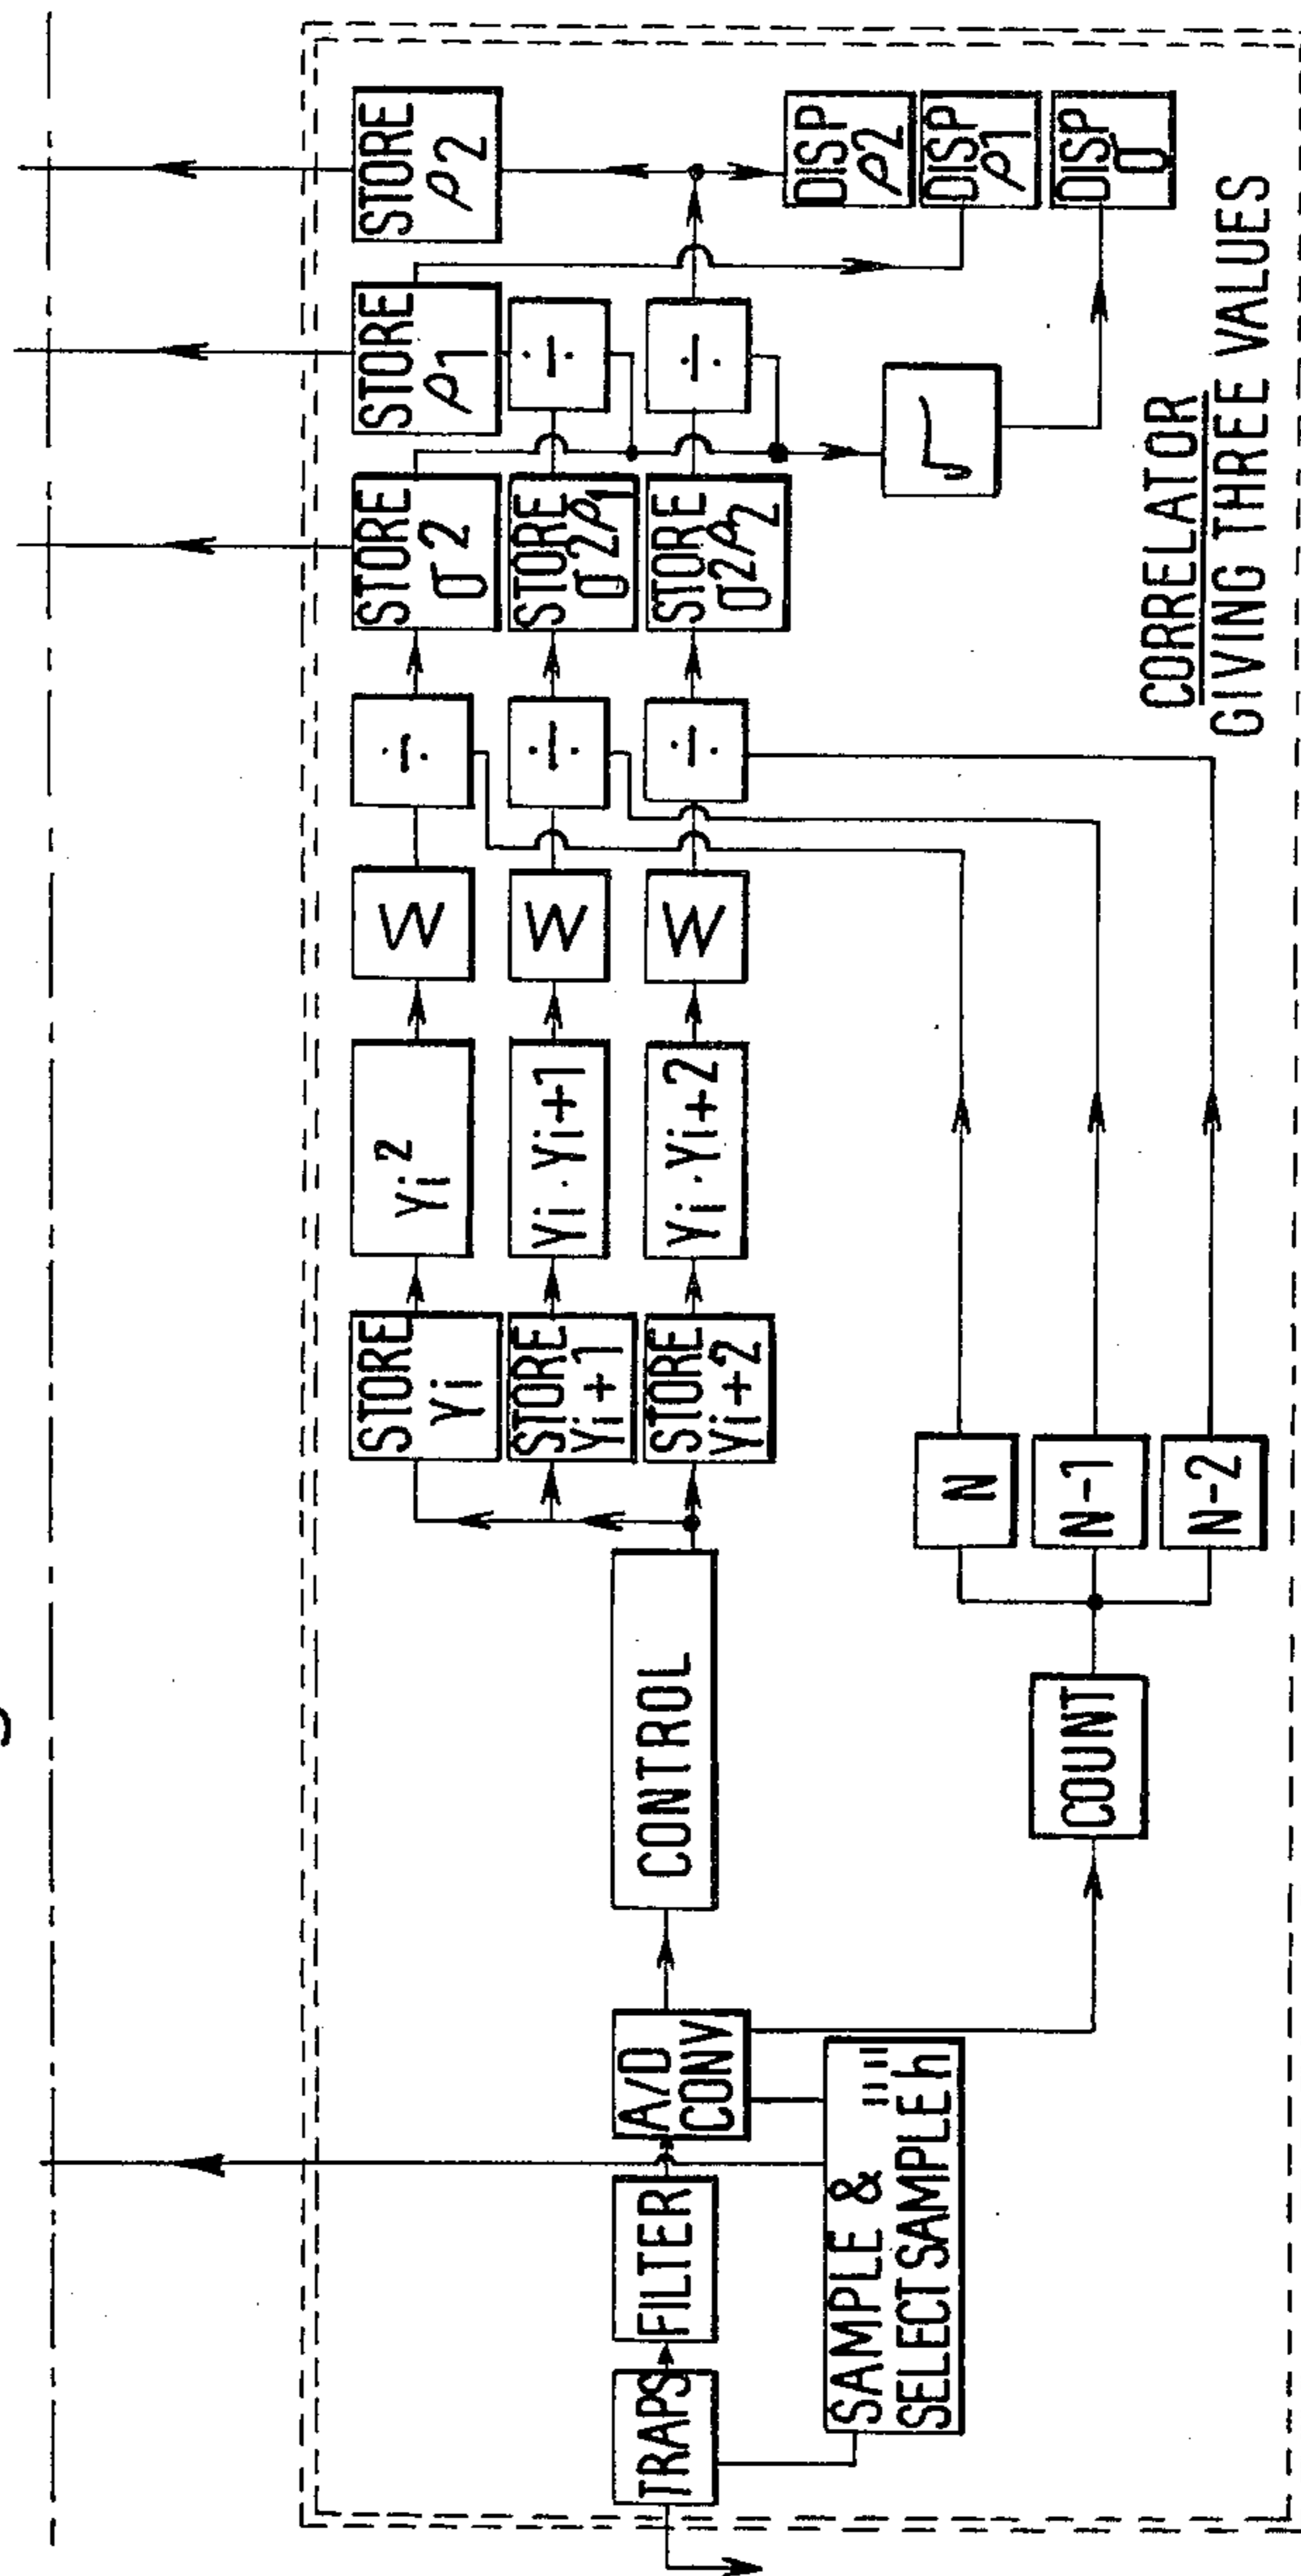 TRAPS
FILTER
A/D
CONV
SAMPLE &
SELECT SAMPLE h
CONTROL
COUNT
N
N-1
N-2
STORE
Yi
STORE
Yi+1
STORE
Yi+2
Yi²
Yi·Yi+1
Yi·Yi+2
Σ
Σ
Σ
÷
÷
÷
STORE
σ2
STORE
σ2ρ1
STORE
σ2ρ2
÷
÷
√
STORE
ρ1
STORE
ρ2
DISP
ρ2
DISP
ρ1
DISP
σ
CORRELATOR
GIVING THREE VALUES